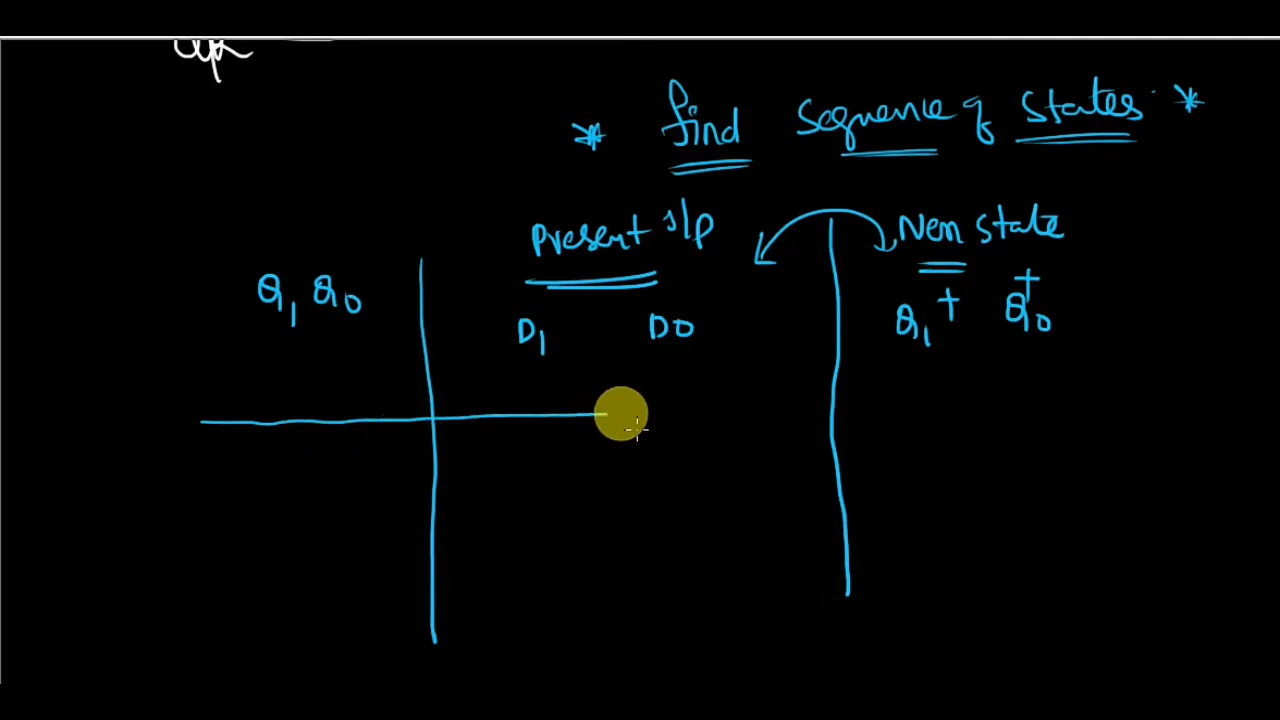 * find sequence of states *
Present i/p
Next state
Q1 Q0
D1 D0
Q1+ Q0+